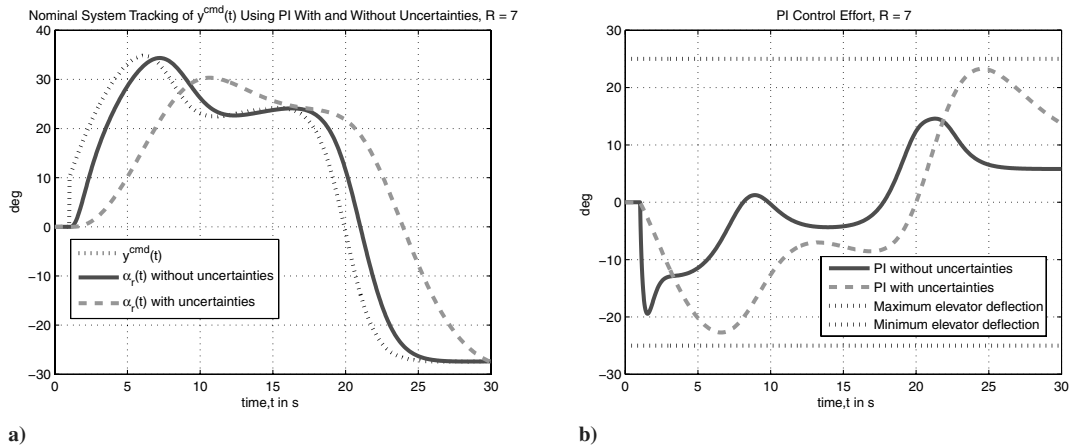 Nominal System Tracking of y^cmd(t) Using PI With and Without Uncertainties, R = 7
40
30
20
10
0
−10
−20
−30
deg
0 5 10 15 20 25 30
time,t in s
y^cmd(t)
α_r(t) without uncertainties
α_r(t) with uncertainties
a)
PI Control Effort, R = 7
30
20
10
0
−10
−20
−30
deg
0 5 10 15 20 25 30
time,t in s
PI without uncertainties
PI with uncertainties
Maximum elevator deflection
Minimum elevator deflection
b)